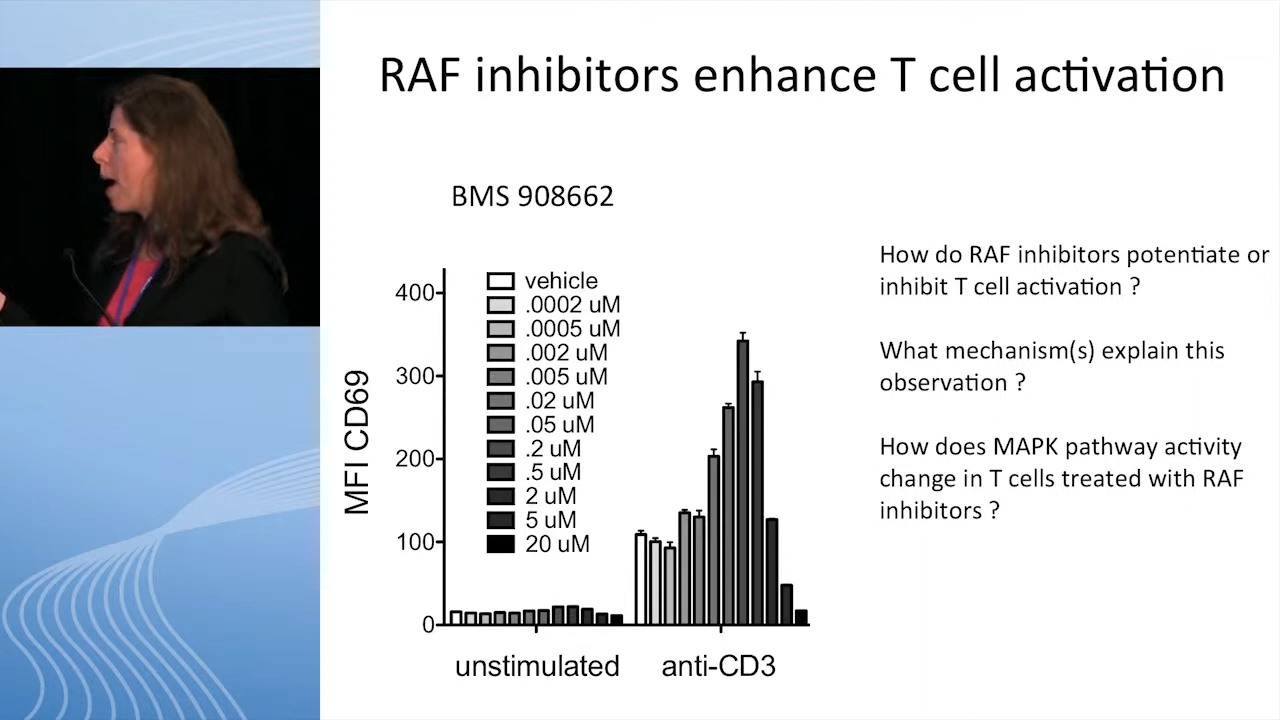 RAF inhibitors enhance T cell activation
BMS 908662
MFI CD69
400
300
200
100
0
vehicle
.0002 uM
.0005 uM
.002 uM
.005 uM
.02 uM
.05 uM
.2 uM
.5 uM
2 uM
5 uM
20 uM
unstimulated
anti-CD3
How do RAF inhibitors potentiate or
inhibit T cell activation ?
What mechanism(s) explain this
observation ?
How does MAPK pathway activity
change in T cells treated with RAF
inhibitors ?